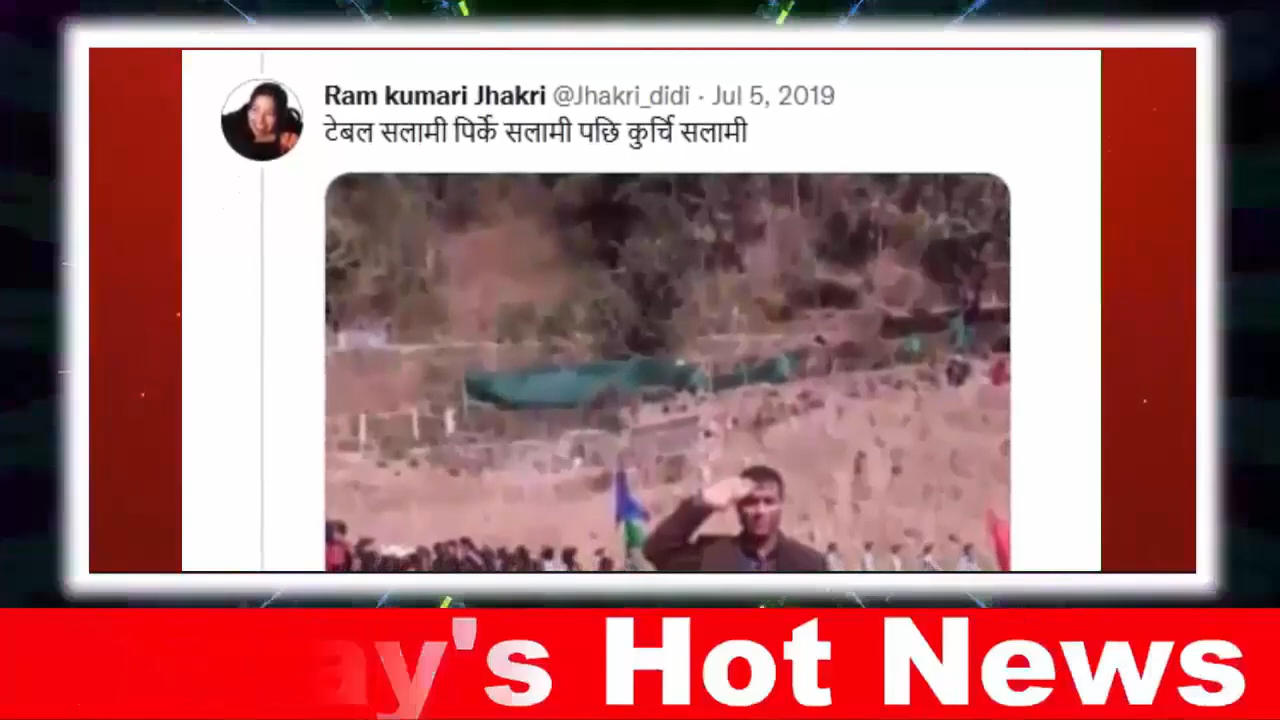 Ram kumari Jhakri @Jhakri_didi · Jul 5, 2019
टेबल सलामी पिर्के सलामी पछि कुर्चि सलामी
ay's Hot News